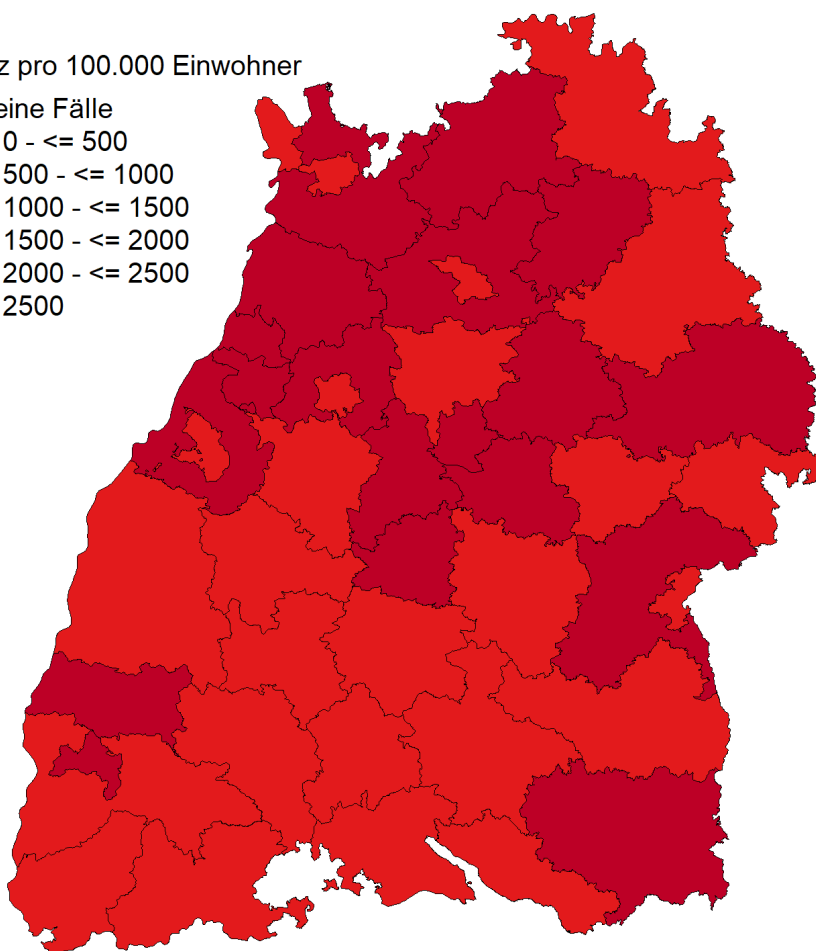 z pro 100.000 Einwohner
eine Fälle
0 - <= 500
500 - <= 1000
1000 - <= 1500
1500 - <= 2000
2000 - <= 2500
2500